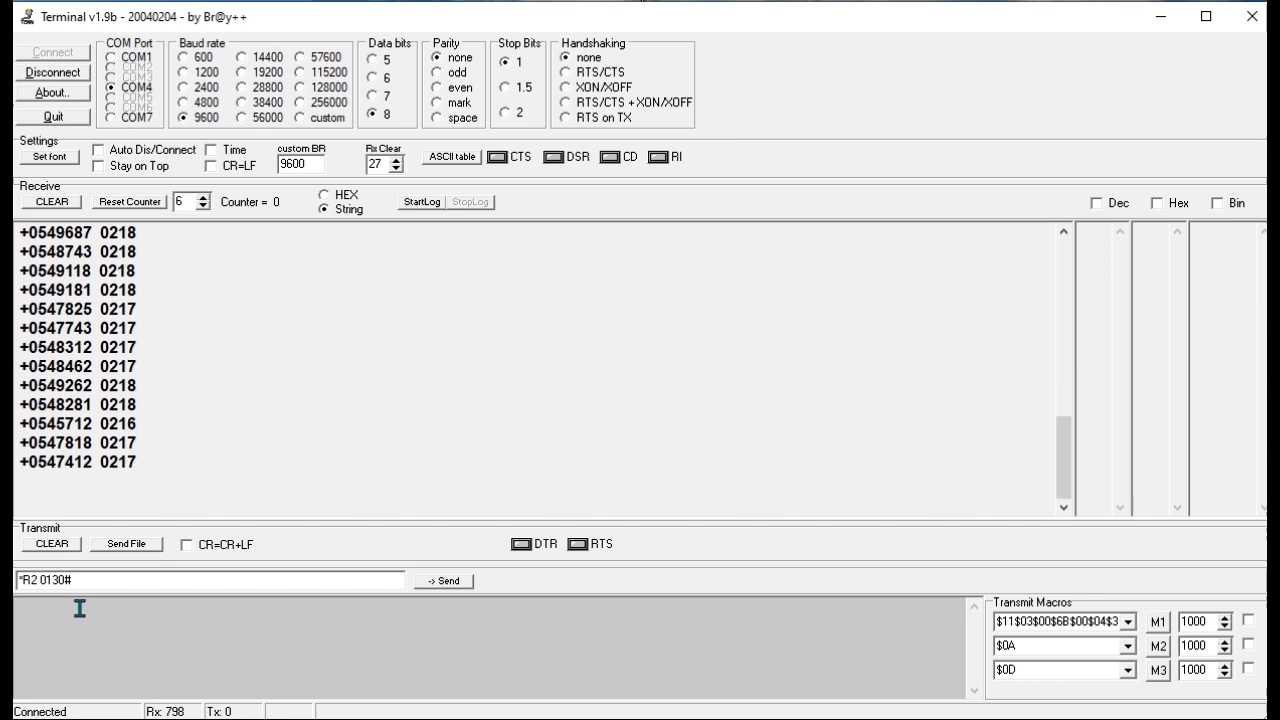 Terminal v1.9b - 20040204 - by Br@y++
Connect
Disconnect
About..
Quit
COM Port
COM1
COM2
COM3
COM4
COM5
COM6
COM7
Baud rate
600 14400 57600
1200 19200 115200
2400 28800 128000
4800 38400 256000
9600 56000 custom
Data bits
5
6
7
8
Parity
none
odd
even
mark
space
Stop Bits
1
1.5
2
Handshaking
none
RTS/CTS
XON/XOFF
RTS/CTS + XON/XOFF
RTS on TX
Settings
Set font
Auto Dis/Connect Time
Stay on Top CR=LF
custom BR
9600
Rx Clear
27
ASCII table
CTS DSR CD RI
Receive
CLEAR Reset Counter 6 Counter = 0
HEX
String
StartLog StopLog
Dec Hex Bin
+0549687 0218
+0548743 0218
+0549118 0218
+0549181 0218
+0547825 0217
+0547743 0217
+0548312 0217
+0548462 0217
+0549262 0218
+0548281 0218
+0545712 0216
+0547818 0217
+0547412 0217
Transmit
CLEAR Send File CR=CR+LF DTR RTS
*R2 0130# -> Send
Transmit Macros
$11$03$00$6B$00$04$3 M1 1000
$0A M2 1000
$0D M3 1000
Connected Rx: 798 Tx: 0